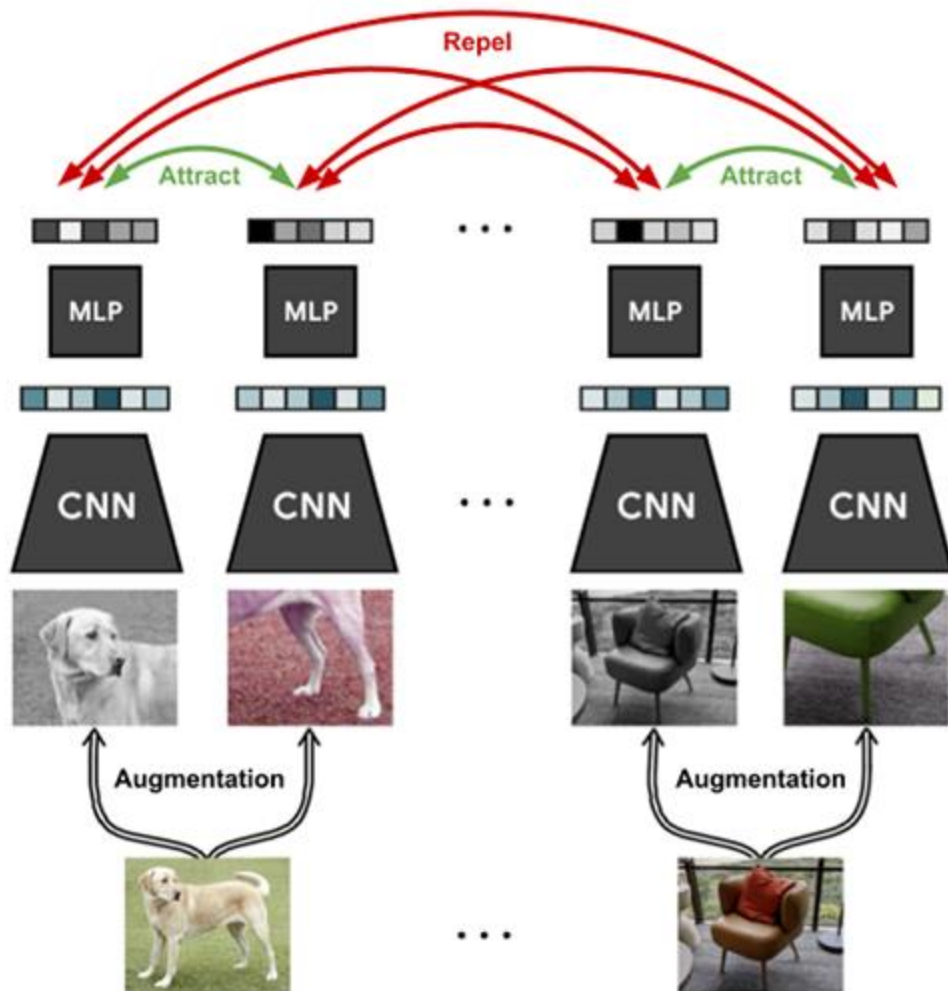 Repel
Attract Attract
...
MLP MLP MLP MLP
CNN CNN ... CNN CNN
Augmentation Augmentation
...